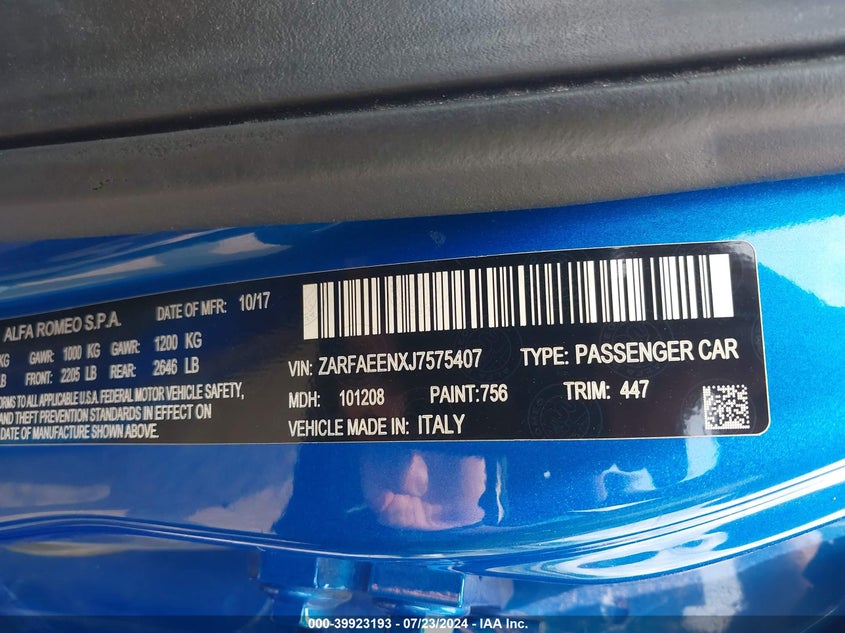 ALFA ROMEO S.P.A. DATE OF MFR: 10/17
KG GAWR: 1000 KG GAWR: 1200 KG
FRONT: 2205 LB REAR: 2646 LB
TO ALL APPLICABLE U.S.A. FEDERAL MOTOR VEHICLE SAFETY,
AND THEFT PREVENTION STANDARDS IN EFFECT ON
DATE OF MANUFACTURE SHOWN ABOVE.
VIN: ZARFAEENXJ7575407 TYPE: PASSENGER CAR
MDH: 101208 PAINT:756 TRIM: 447
VEHICLE MADE IN: ITALY
000-39923193 - 07/23/2024 - IAA Inc.